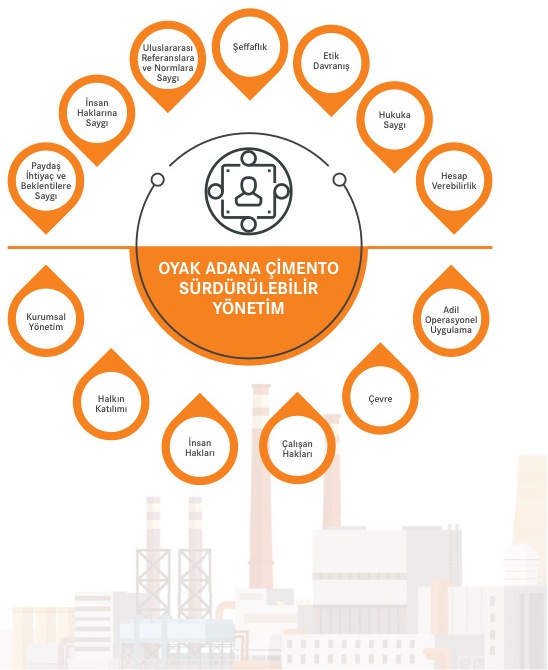 Uluslararası
Referanslara
ve Normlara
Saygı
Şeffaflık
Etik
Davranış
İnsan
Haklarına
Saygı
Hukuka
Saygı
Paydaş
İhtiyaç ve
Beklentilere
Saygı
Hesap
Verebilirlik
OYAK ADANA ÇİMENTO
SÜRDÜRÜLEBİLİR
YÖNETİM
Kurumsal
Yönetim
Adil
Operasyonel
Uygulama
Halkın
Katılımı
Çevre
İnsan
Hakları
Çalışan
Hakları